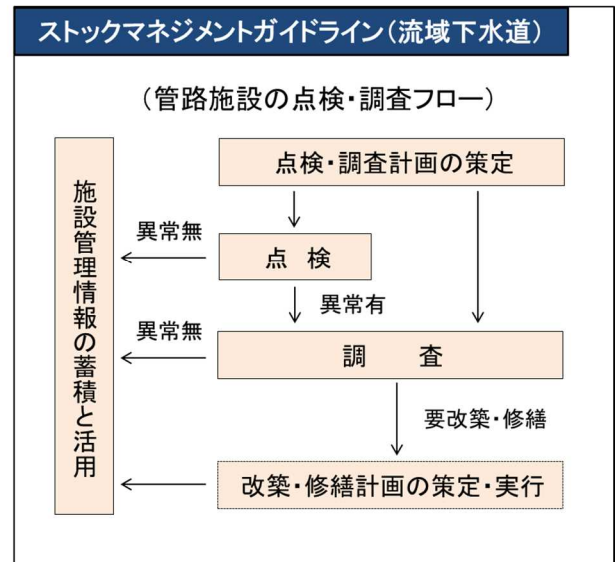 ストックマネジメントガイドライン（流域下水道）
（管路施設の点検・調査フロー）
施設管理情報の蓄積と活用
点検・調査計画の策定
異常無
点　検
異常有
異常無
調　　査
要改築・修繕
改築・修繕計画の策定・実行